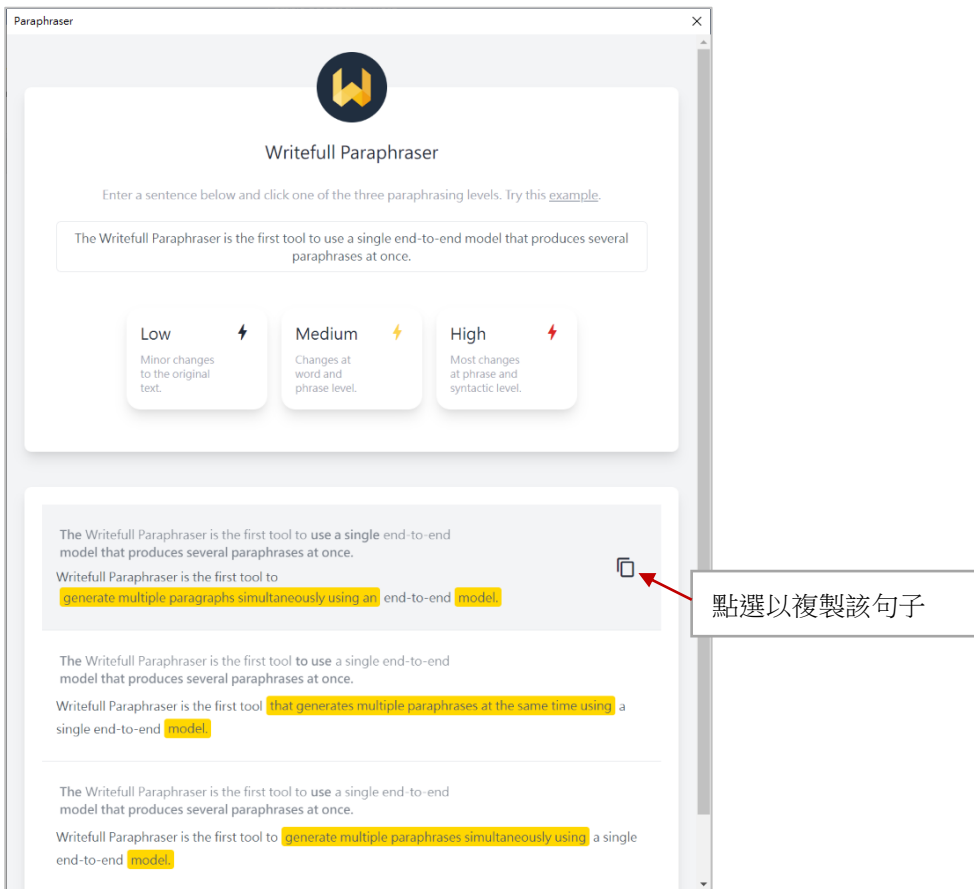 Paraphraser
Writefull Paraphraser
Enter a sentence below and click one of the three paraphrasing levels. Try this example.
The Writefull Paraphraser is the first tool to use a single end-to-end model that produces several
paraphrases at once.
Low
Minor changes
to the original
text.
Medium
Changes at
word and
phrase level.
High
Most changes
at phrase and
syntactic level.
The Writefull Paraphraser is the first tool to use a single end-to-end
model that produces several paraphrases at once.
Writefull Paraphraser is the first tool to
generate multiple paragraphs simultaneously using an end-to-end model.
點選以複製該句子
The Writefull Paraphraser is the first tool to use a single end-to-end
model that produces several paraphrases at once.
Writefull Paraphraser is the first tool that generates multiple paraphrases at the same time using a
single end-to-end model.
The Writefull Paraphraser is the first tool to use a single end-to-end
model that produces several paraphrases at once.
Writefull Paraphraser is the first tool to generate multiple paraphrases simultaneously using a single
end-to-end model.